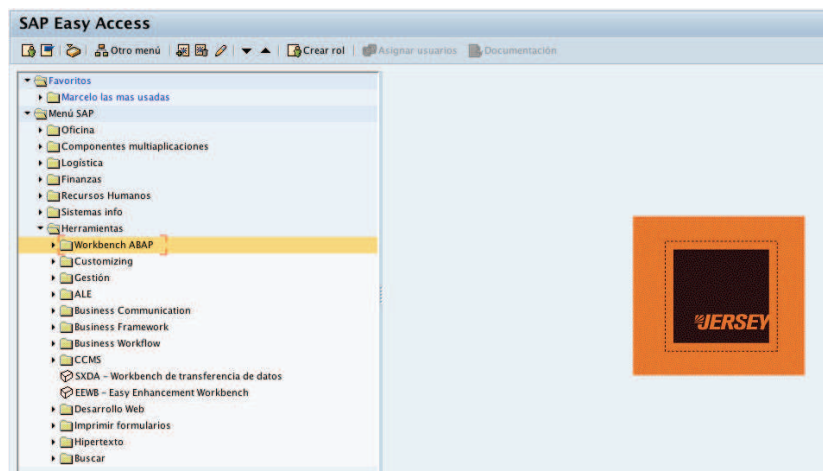 SAP Easy Access
Otro menú Crear rol Asignar usuarios Documentación
Favoritos
Marcelo las mas usadas
Menú SAP
Oficina
Componentes multiaplicaciones
Logística
Finanzas
Recursos Humanos
Sistemas info
Herramientas
Workbench ABAP
Customizing
Gestión
ALE
Business Communication
Business Framework
Business Workflow
CCMS
SXDA - Workbench de transferencia de datos
EEWB - Easy Enhancement Workbench
Desarrollo Web
Imprimir formularios
Hipertexto
Buscar
JERSEY